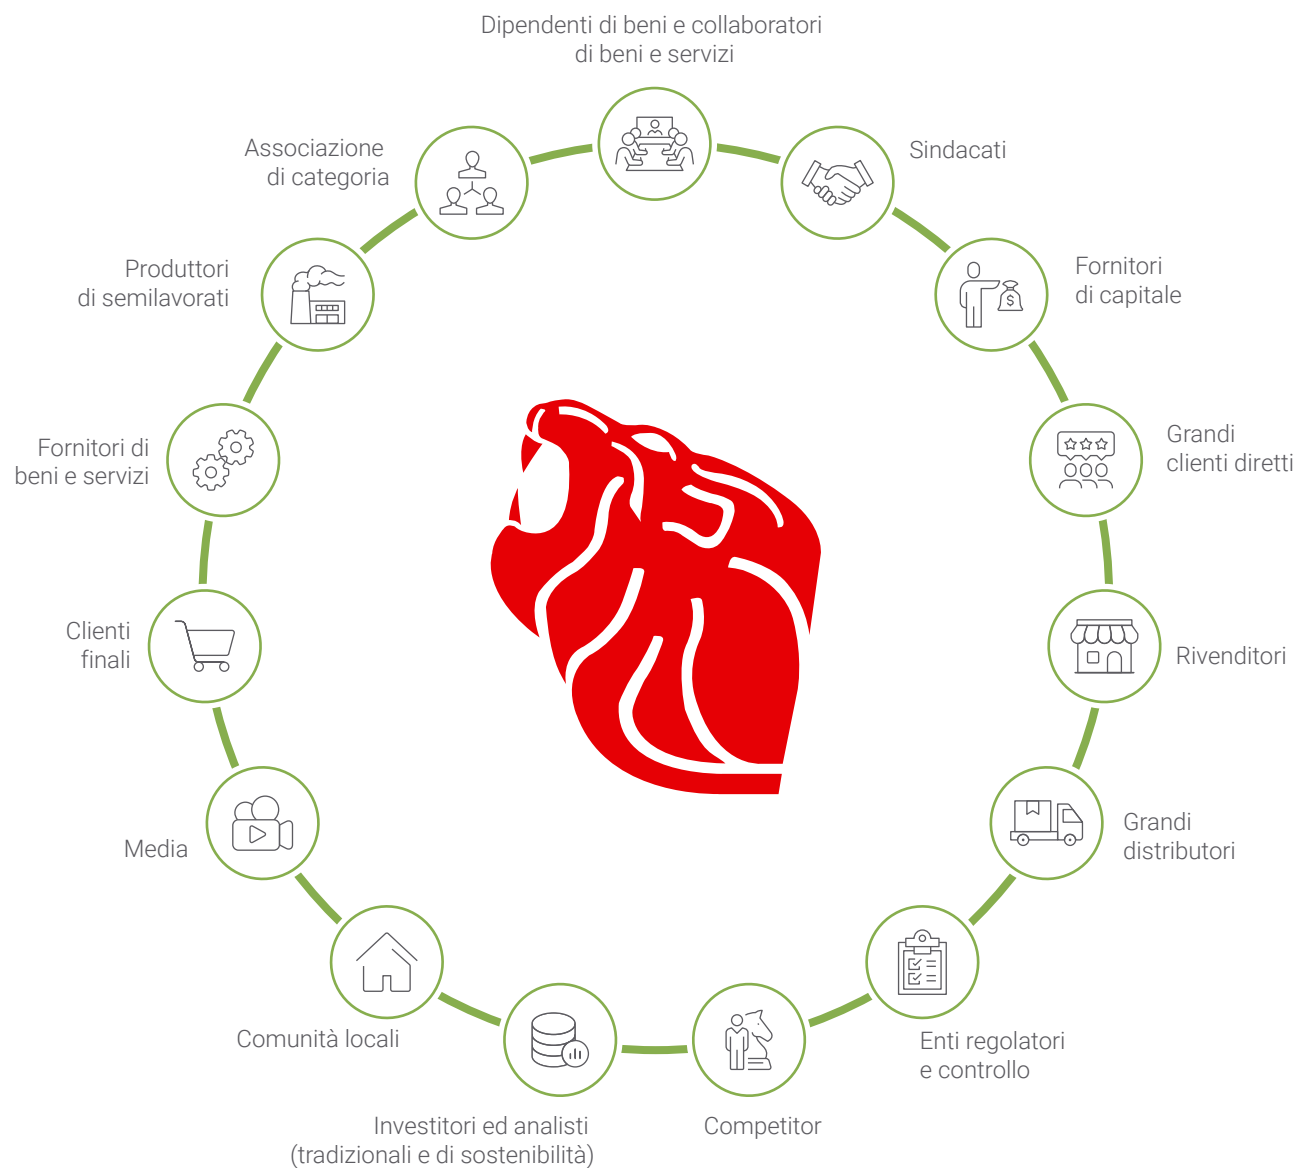 Dipendenti di beni e collaboratori
di beni e servizi
Sindacati
Fornitori
di capitale
Grandi
clienti diretti
Rivenditori
Grandi
distributori
Enti regolatori
e controllo
Competitor
Investitori ed analisti
(tradizionali e di sostenibilità)
Comunità locali
Media
Clienti
finali
Fornitori di
beni e servizi
Produttori
di semilavorati
Associazione
di categoria
$